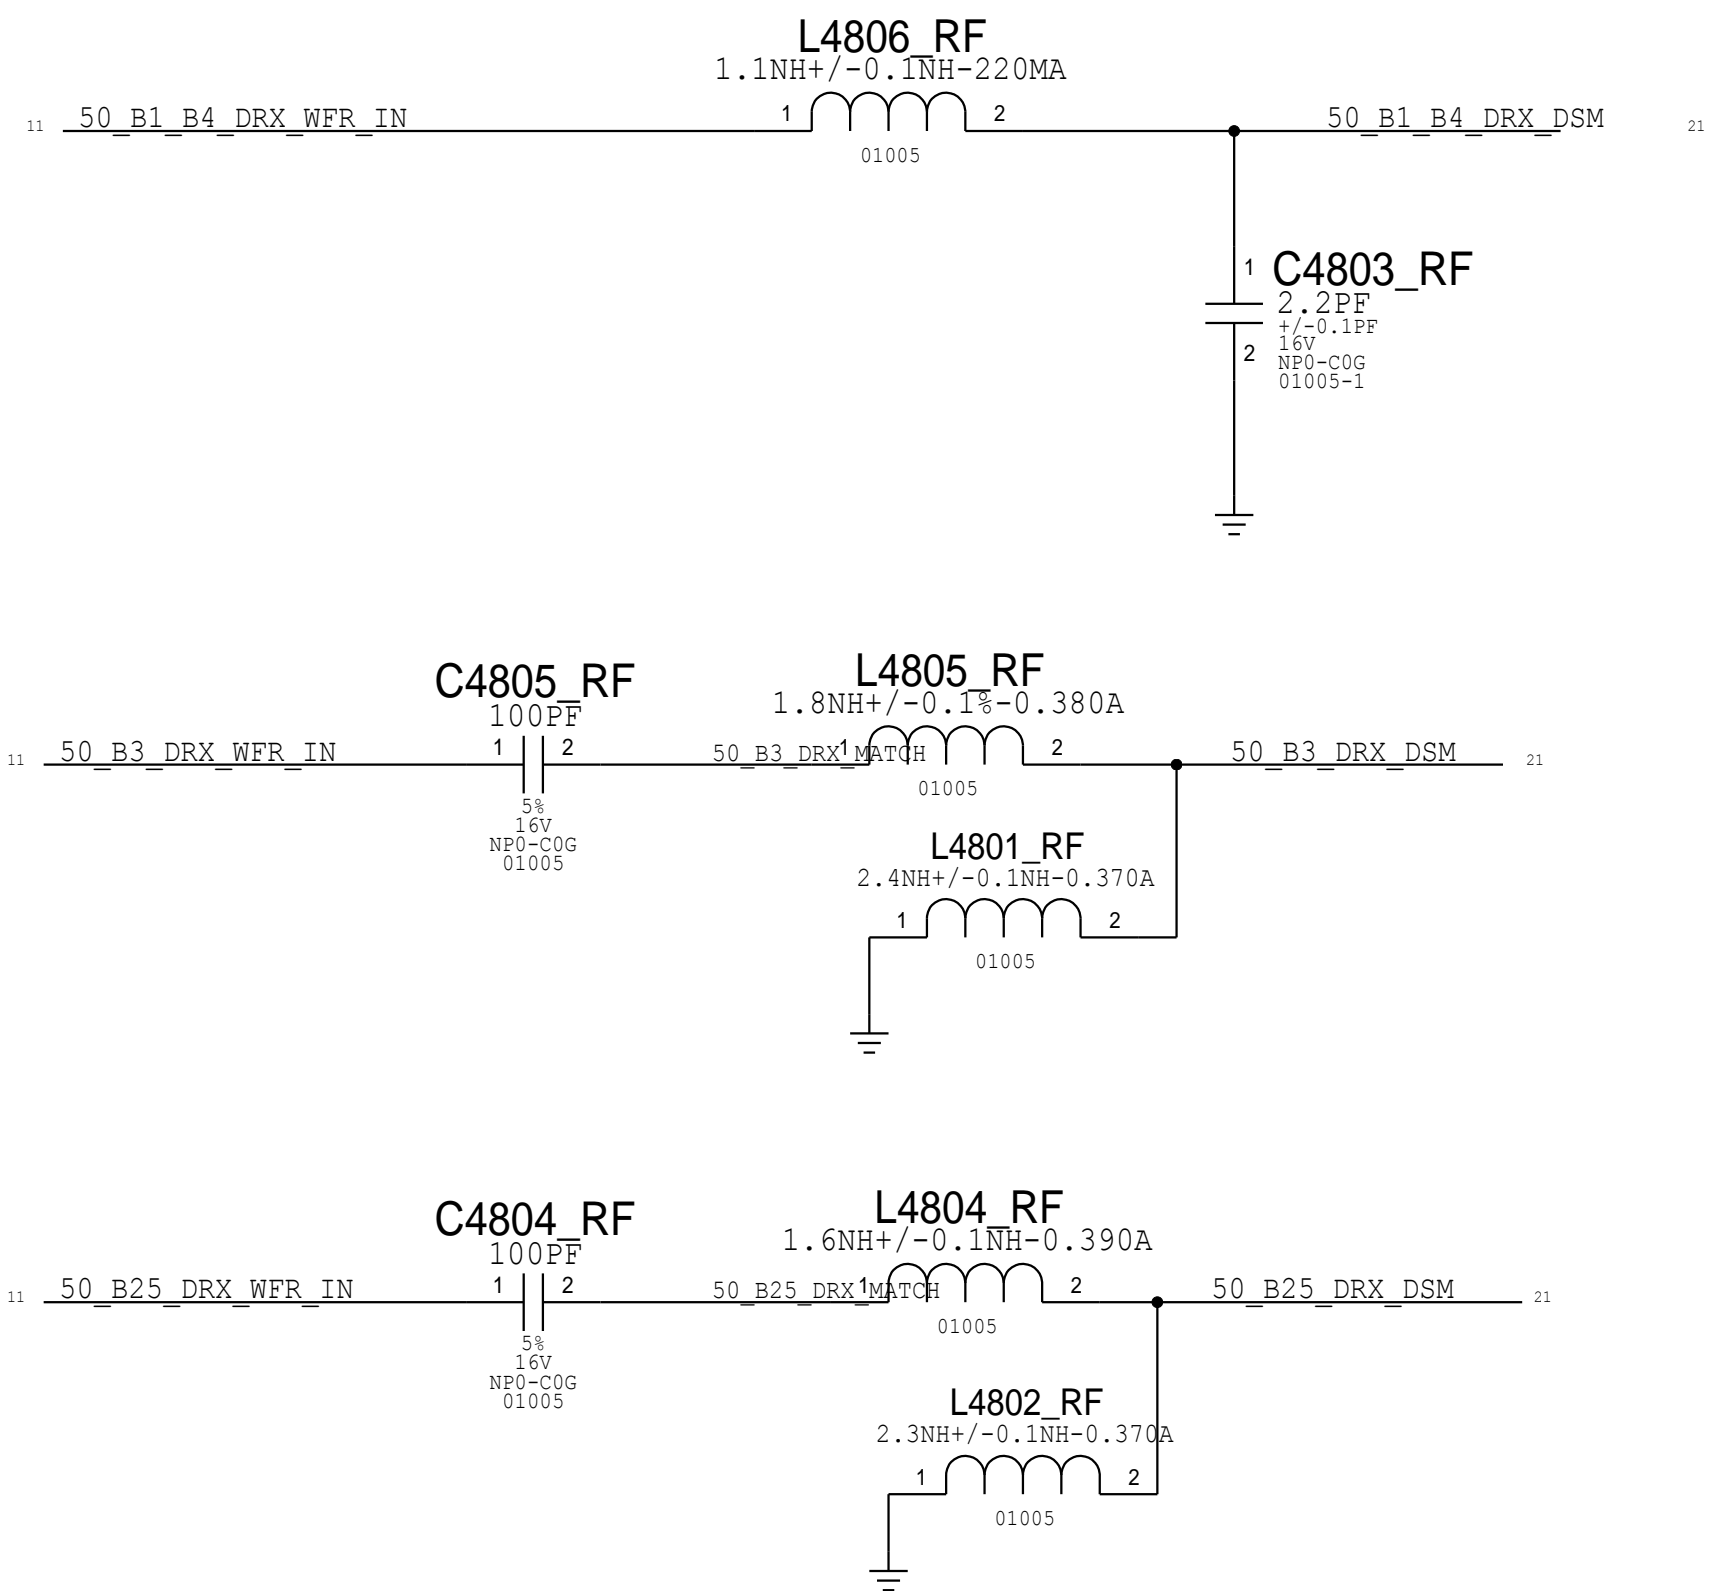 L4806_RF
1.1NH+/-0.1NH-220MA
11 50_B1_B4_DRX_WFR_IN 1 2 50_B1_B4_DRX_DSM 21
01005
1 C4803_RF
2.2PF
+/-0.1PF
16V
2 NP0-C0G
01005-1
C4805_RF L4805_RF
100PF 1.8NH+/-0.1%-0.380A
11 50_B3_DRX_WFR_IN 1 2 50_B3_DRX_MATCH 1 2 50_B3_DRX_DSM 21
01005
5%
16V
NP0-C0G
01005
L4801_RF
2.4NH+/-0.1NH-0.370A
1 2
01005
C4804_RF L4804_RF
100PF 1.6NH+/-0.1NH-0.390A
11 50_B25_DRX_WFR_IN 1 2 50_B25_DRX_MATCH 1 2 50_B25_DRX_DSM 21
01005
5%
16V
NP0-C0G
01005
L4802_RF
2.3NH+/-0.1NH-0.370A
1 2
01005